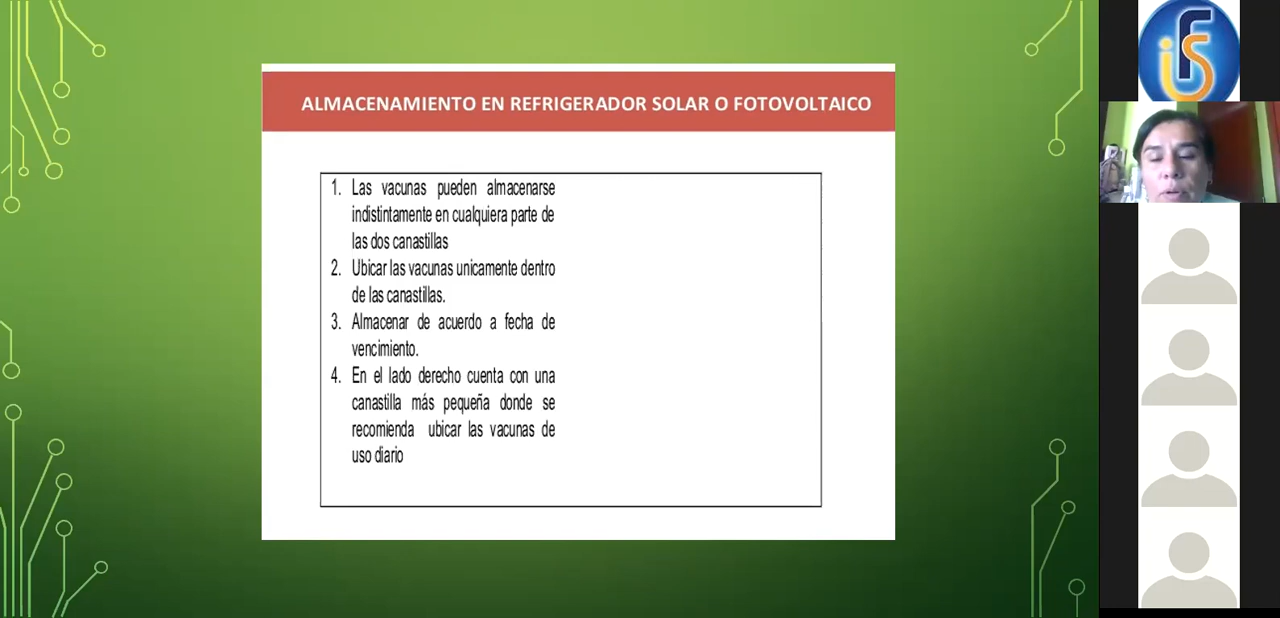 ALMACENAMIENTO EN REFRIGERADOR SOLAR O FOTOVOLTAICO
1. Las vacunas pueden almacenarse
indistintamente en cualquiera parte de
las dos canastillas
2. Ubicar las vacunas unicamente dentro
de las canastillas.
3. Almacenar de acuerdo a fecha de
vencimiento.
4. En el lado derecho cuenta con una
canastilla más pequeña donde se
recomienda ubicar las vacunas de
uso diario
iFS